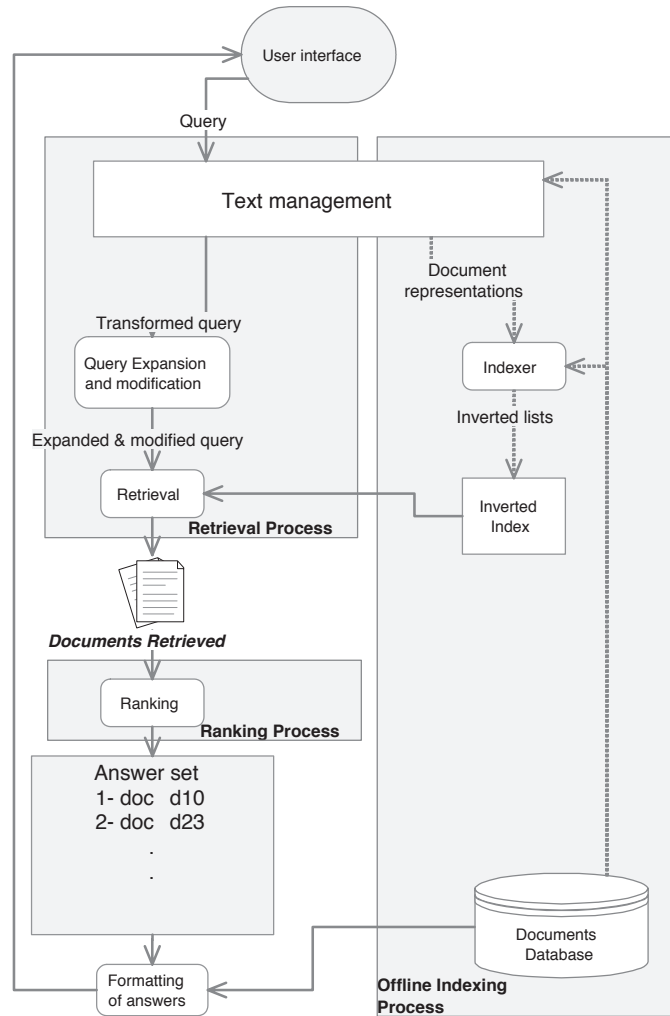 User interface
Query
Text management
Document
representations
Transformed query
Query Expansion
and modification
Indexer
Inverted lists
Expanded & modified query
Retrieval
Inverted
Index
Retrieval Process
Documents Retrieved
Ranking
Ranking Process
Answer set
1- doc d10
2- doc d23
.
.
Documents
Database
Formatting
of answers
Offline Indexing
Process